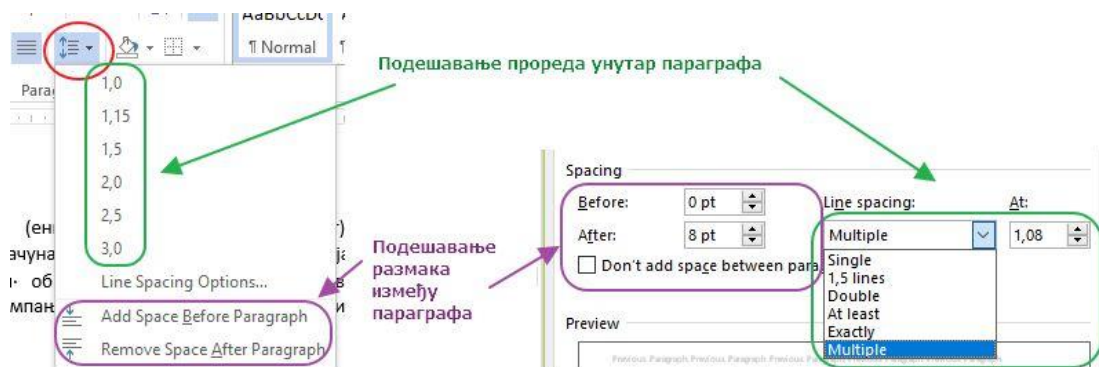 AaBbCcDt
¶ Normal
Подешавање прореда унутар параграфа
1,0
1,15
1,5
2,0
2,5
3,0
Line Spacing Options...
Add Space Before Paragraph
Remove Space After Paragraph
Подешавање
размака
између
параграфа
Spacing
Before: 0 pt
After: 8 pt
Line spacing: At:
Multiple 1,08
Don't add space between para
Single
1,5 lines
Double
At least
Exactly
Multiple
Preview